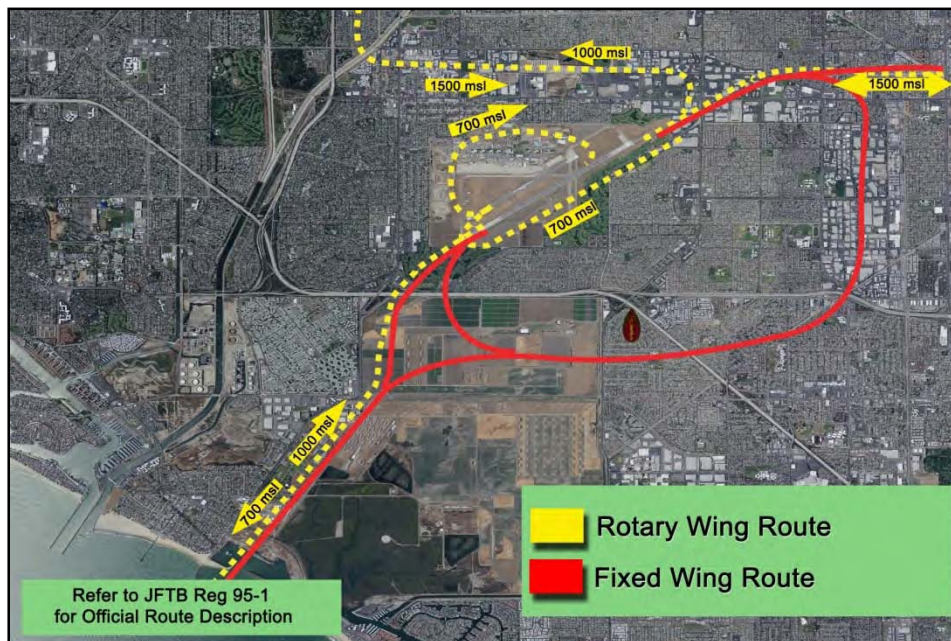 1000 msl
1500 msl
1500 msl
700 msl
700 msl
1000 msl
700 msl
Rotary Wing Route
Fixed Wing Route
Refer to JFTB Reg 95-1
for Official Route Description